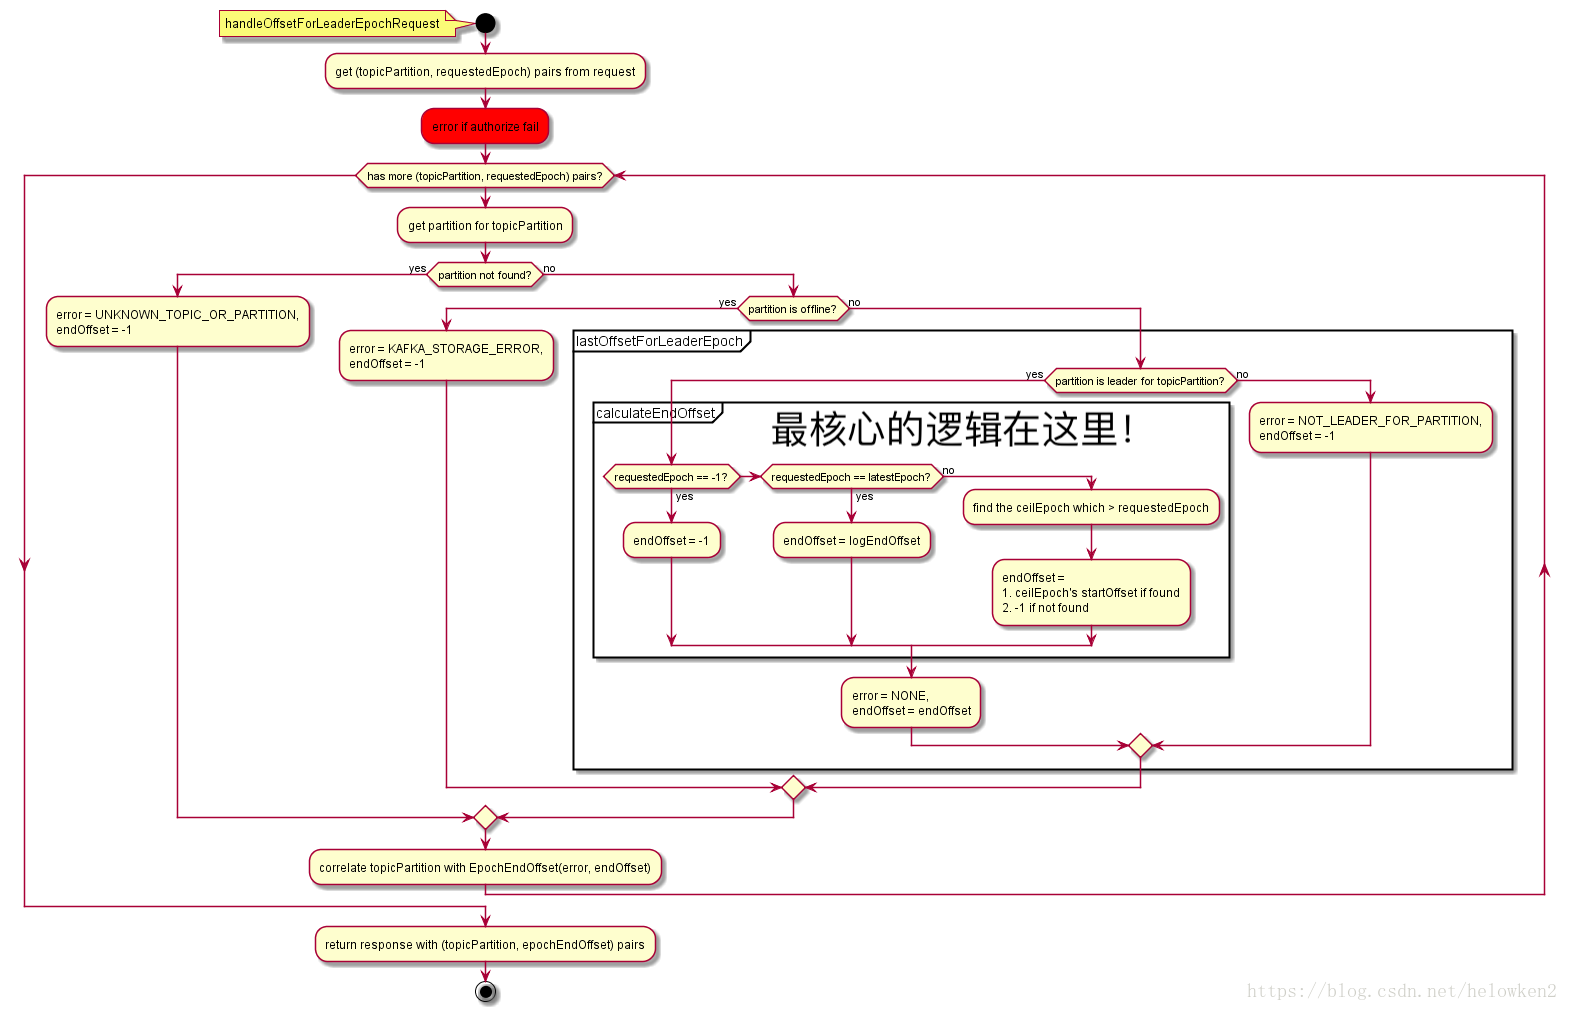 handleOffsetForLeaderEpochRequest
get (topicPartition, requestedEpoch) pairs from request
error if authorize fail
has more (topicPartition, requestedEpoch) pairs?
get partition for topicPartition
yes
partition not found?
no
error = UNKNOWN_TOPIC_OR_PARTITION,
endOffset = -1
yes
partition is offline?
no
error = KAFKA_STORAGE_ERROR,
endOffset = -1
lastOffsetForLeaderEpoch
yes
partition is leader for topicPartition?
no
calculateEndOffset
最核心的逻辑在这里!
error = NOT_LEADER_FOR_PARTITION,
endOffset = -1
requestedEpoch == -1?
requestedEpoch == latestEpoch?
no
yes
yes
find the ceilEpoch which > requestedEpoch
endOffset = -1
endOffset = logEndOffset
endOffset =
1. ceilEpoch's startOffset if found
2. -1 if not found
error = NONE,
endOffset = endOffset
correlate topicPartition with EpochEndOffset(error, endOffset)
return response with (topicPartition, epochEndOffset) pairs
https://blog.csdn.net/helowken2